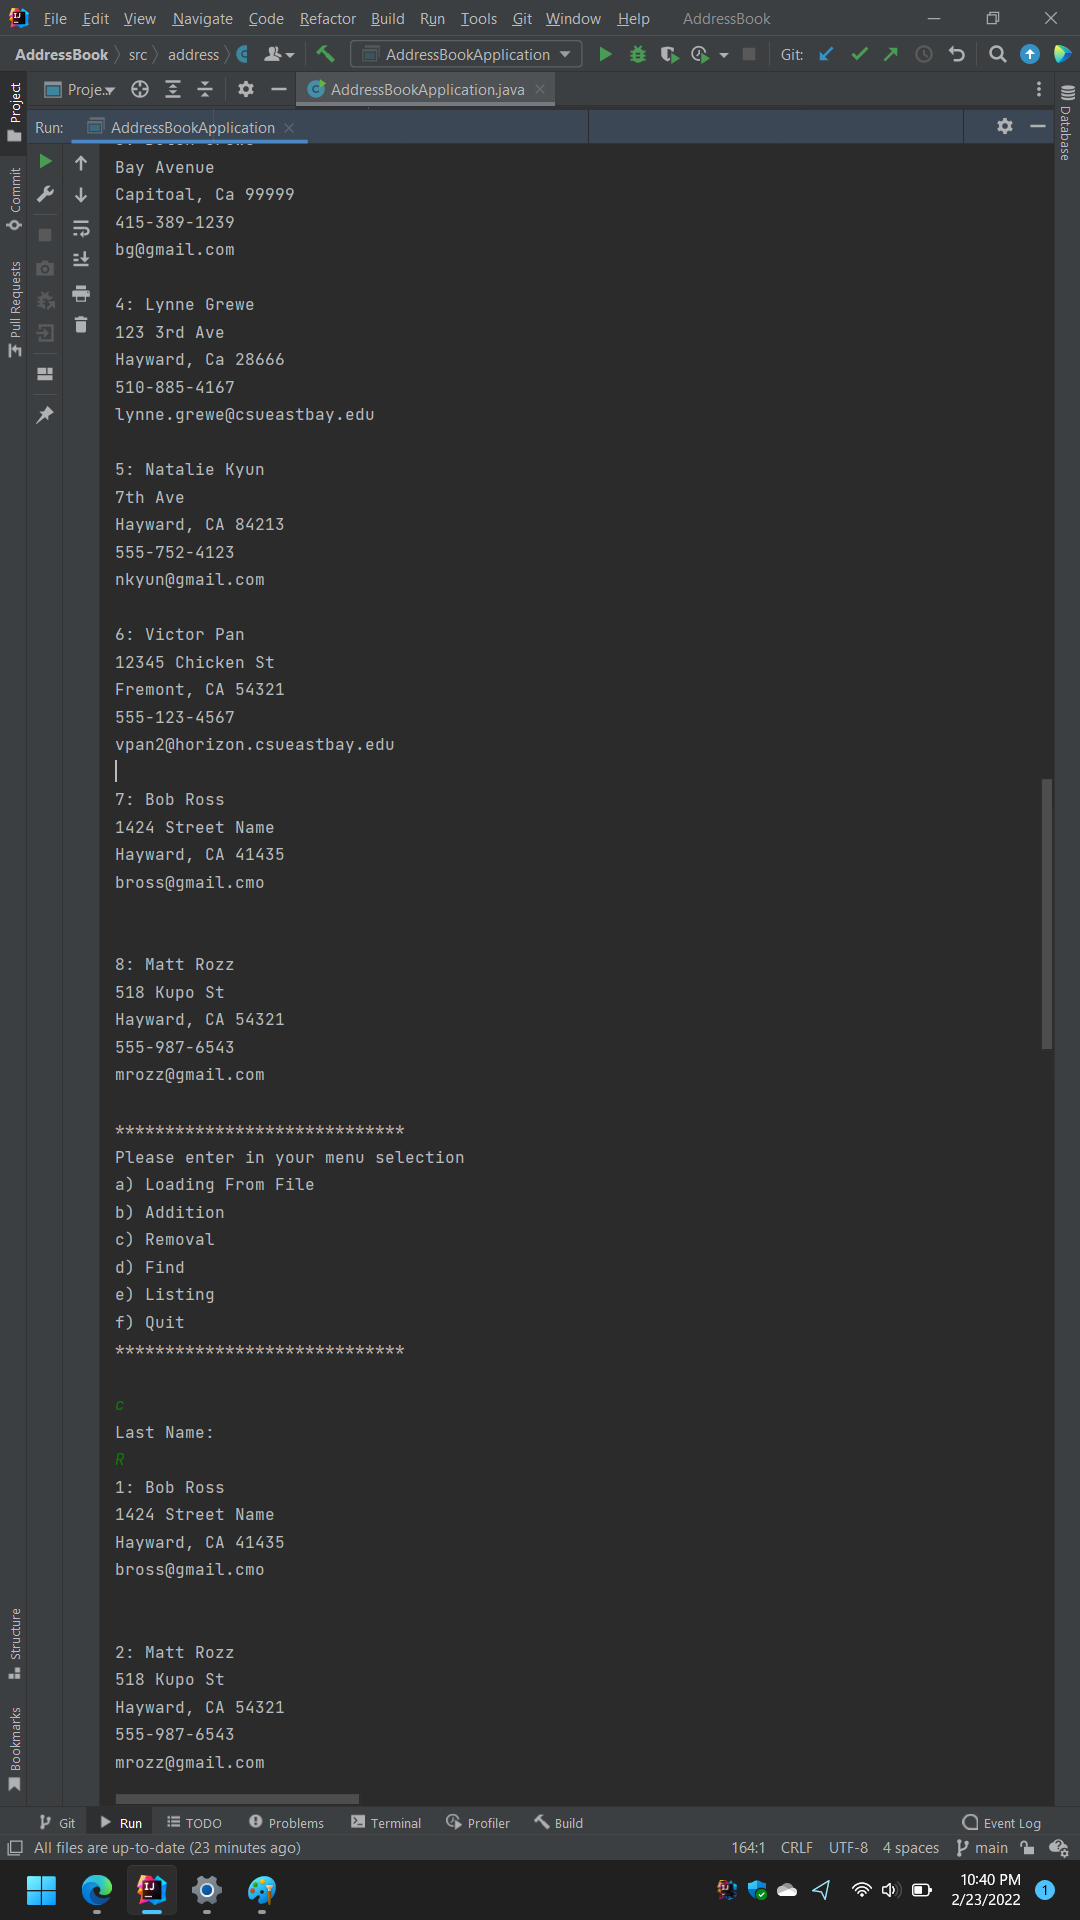 File Edit View Navigate Code Refactor Build Run Tools Git Window Help AddressBook
AddressBook src address AddressBookApplication Git:
Proje... AddressBookApplication.java
Run: AddressBookApplication
Bay Avenue
Capitoal, Ca 99999
415-389-1239
bg@gmail.com
4: Lynne Grewe
123 3rd Ave
Hayward, Ca 28666
510-885-4167
lynne.grewe@csueastbay.edu
5: Natalie Kyun
7th Ave
Hayward, CA 84213
555-752-4123
nkyun@gmail.com
6: Victor Pan
12345 Chicken St
Fremont, CA 54321
555-123-4567
vpan2@horizon.csueastbay.edu
7: Bob Ross
1424 Street Name
Hayward, CA 41435
bross@gmail.cmo
8: Matt Rozz
518 Kupo St
Hayward, CA 54321
555-987-6543
mrozz@gmail.com
*****************************
Please enter in your menu selection
a) Loading From File
b) Addition
c) Removal
d) Find
e) Listing
f) Quit
*****************************
c
Last Name:
R
1: Bob Ross
1424 Street Name
Hayward, CA 41435
bross@gmail.cmo
2: Matt Rozz
518 Kupo St
Hayward, CA 54321
555-987-6543
mrozz@gmail.com
Project
Commit
Pull Requests
Structure
Bookmarks
Database
Git Run TODO Problems Terminal Profiler Build Event Log
All files are up-to-date (23 minutes ago) 164:1 CRLF UTF-8 4 spaces main
10:40 PM
2/23/2022
1